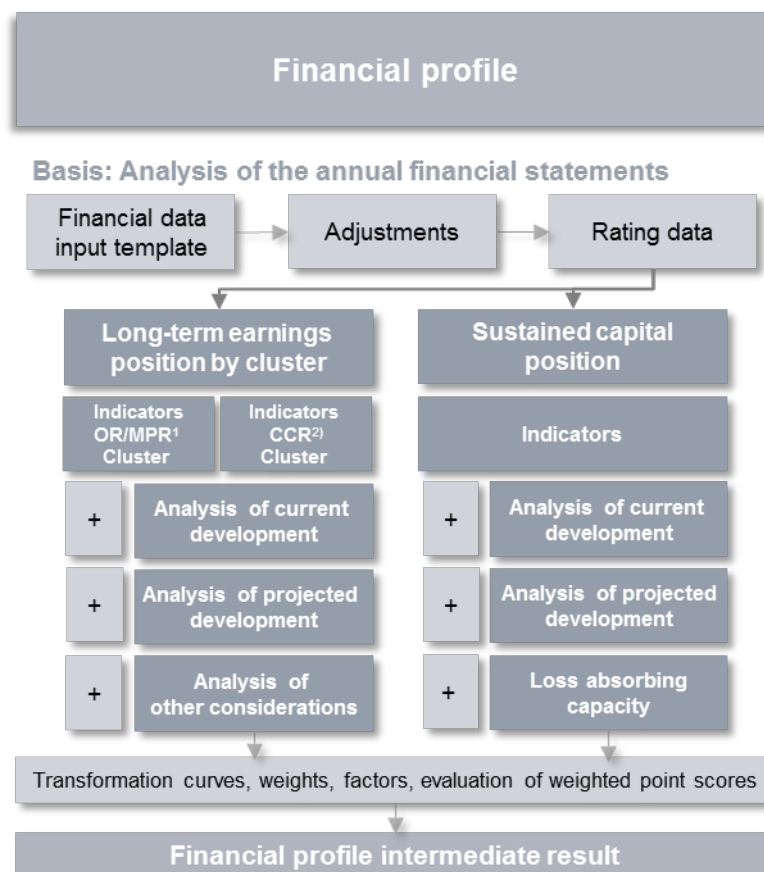 Financial profile
Basis: Analysis of the annual financial statements
Financial data
input template
Adjustments
Rating data
Long-term earnings
position by cluster
Sustained capital
position
Indicators
OR/MPR¹
Cluster
Indicators
CCR²⁾
Cluster
Indicators
+
Analysis of current
development
+
Analysis of current
development
+
Analysis of projected
development
+
Analysis of projected
development
+
Analysis of
other considerations
+
Loss absorbing
capacity
Transformation curves, weights, factors, evaluation of weighted point scores
Financial profile intermediate result